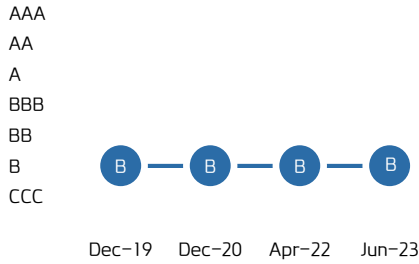 AAA
AA
A
BBB
BB
B B B B B
CCC
Dec-19 Dec-20 Apr-22 Jun-23